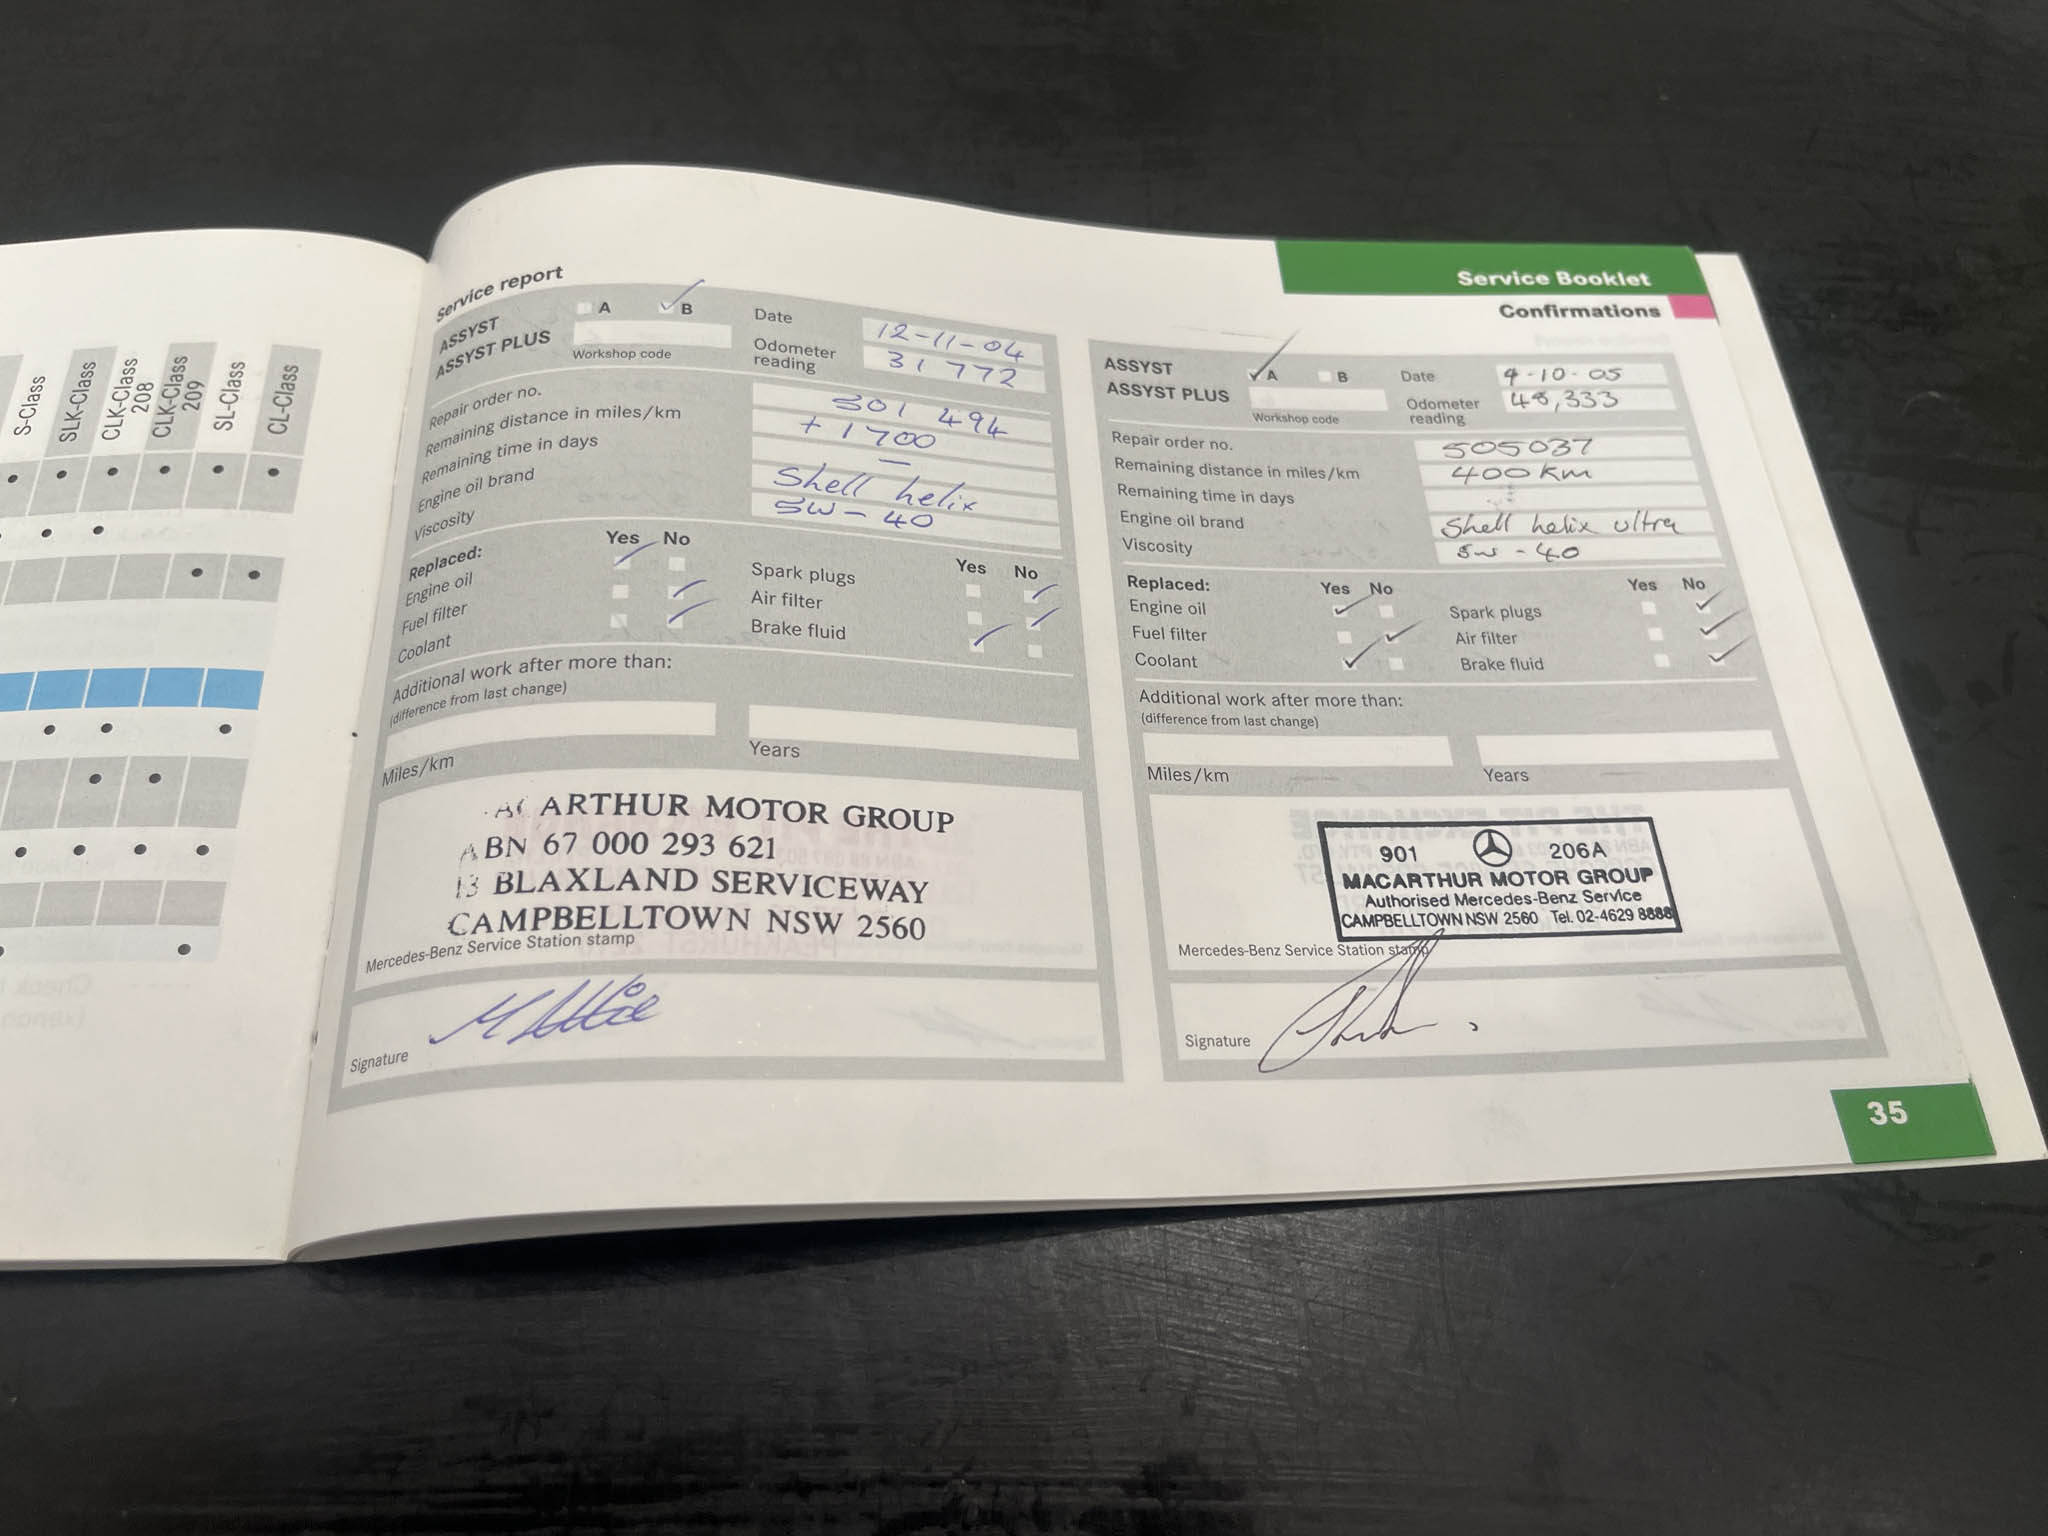 S-Class
SLK-Class
CLK-Class 208
CLK-Class 209
SL-Class
CL-Class
Service report
ASSYST A B
ASSYST PLUS
Workshop code
Date 12-11-04
Odometer reading 31 772
Repair order no. 301 494
Remaining distance in miles/km + 1700
Remaining time in days —
Engine oil brand Shell helix
Viscosity 5W-40
Replaced: Yes No Yes No
Engine oil Spark plugs
Fuel filter Air filter
Coolant Brake fluid
Additional work after more than:
(difference from last change)
Miles/km Years
ARTHUR MOTOR GROUP
ABN 67 000 293 621
13 BLAXLAND SERVICEWAY
CAMPBELLTOWN NSW 2560
Mercedes-Benz Service Station stamp
Signature
Service Booklet
Confirmations
ASSYST A B
ASSYST PLUS
Workshop code
Date 4-10-05
Odometer reading 48,333
Repair order no. 505037
Remaining distance in miles/km 400 km
Remaining time in days
Engine oil brand Shell helix ultra
Viscosity 5w-40
Replaced: Yes No Yes No
Engine oil Spark plugs
Fuel filter Air filter
Coolant Brake fluid
Additional work after more than:
(difference from last change)
Miles/km Years
901 206A
MACARTHUR MOTOR GROUP
Authorised Mercedes-Benz Service
CAMPBELLTOWN NSW 2560 Tel. 02-4629 8888
Mercedes-Benz Service Station stamp
Signature
35